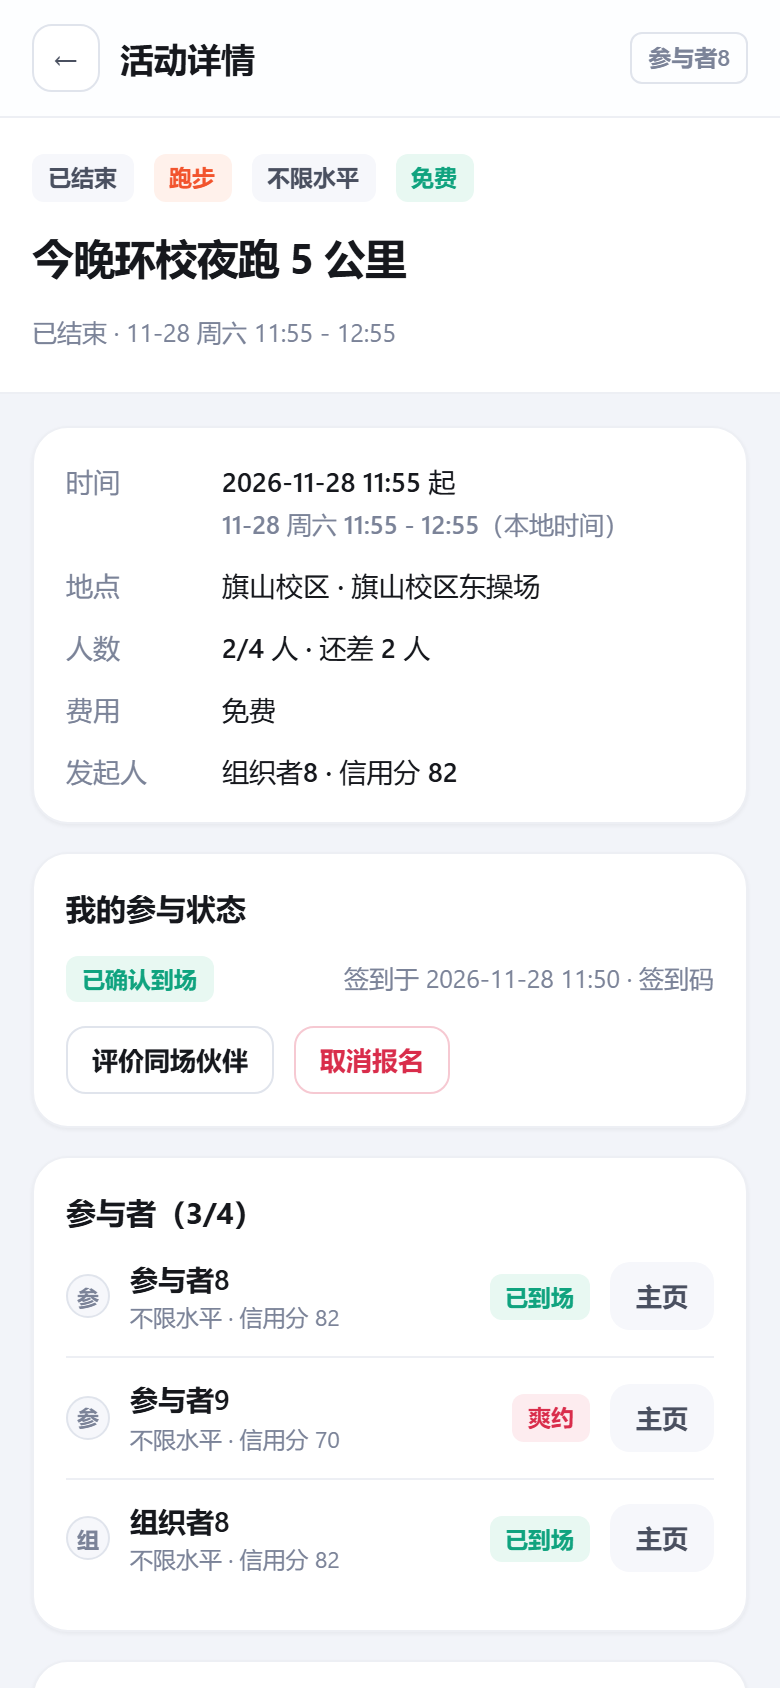 ←
活动详情
参与者8
已结束 跑步 不限水平 免费
今晚环校夜跑 5 公里
已结束 · 11-28 周六 11:55 - 12:55
时间 2026-11-28 11:55 起
11-28 周六 11:55 - 12:55（本地时间）
地点 旗山校区 · 旗山校区东操场
人数 2/4 人 · 还差 2 人
费用 免费
发起人 组织者8 · 信用分 82
我的参与状态
已确认到场 签到于 2026-11-28 11:50 · 签到码
评价同场伙伴 取消报名
参与者（3/4）
参 参与者8 已到场 主页
不限水平 · 信用分 82
参 参与者9 爽约 主页
不限水平 · 信用分 70
组 组织者8 已到场 主页
不限水平 · 信用分 82